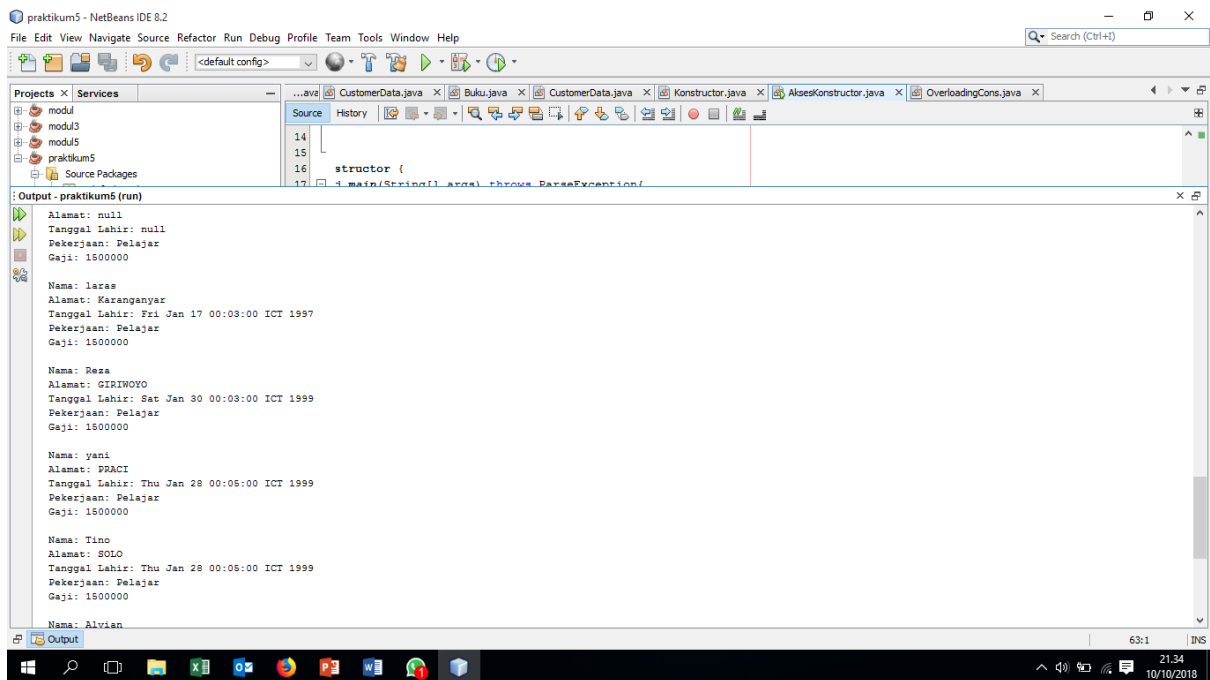 praktikum5 - NetBeans IDE 8.2
File Edit View Navigate Source Refactor Run Debug Profile Team Tools Window Help
Search (Ctrl+I)
<default config>
Projects Services
...ava CustomerData.java Buku.java CustomerData.java Konstructor.java AksesKonstructor.java OverloadingCons.java
modul
modul3
modul5
praktikum5
Source Packages
Source History
14
15
16 structor {
17 d main(String[] args) throws ParseException{
Output - praktikum5 (run)
Alamat: null
Tanggal Lahir: null
Pekerjaan: Pelajar
Gaji: 1500000
Nama: laras
Alamat: Karanganyar
Tanggal Lahir: Fri Jan 17 00:03:00 ICT 1997
Pekerjaan: Pelajar
Gaji: 1500000
Nama: Reza
Alamat: GIRIWOYO
Tanggal Lahir: Sat Jan 30 00:03:00 ICT 1999
Pekerjaan: Pelajar
Gaji: 1500000
Nama: yani
Alamat: PRACI
Tanggal Lahir: Thu Jan 28 00:05:00 ICT 1999
Pekerjaan: Pelajar
Gaji: 1500000
Nama: Tino
Alamat: SOLO
Tanggal Lahir: Thu Jan 28 00:05:00 ICT 1999
Pekerjaan: Pelajar
Gaji: 1500000
Nama: Alvian
Output
63:1 INS
21.34
10/10/2018